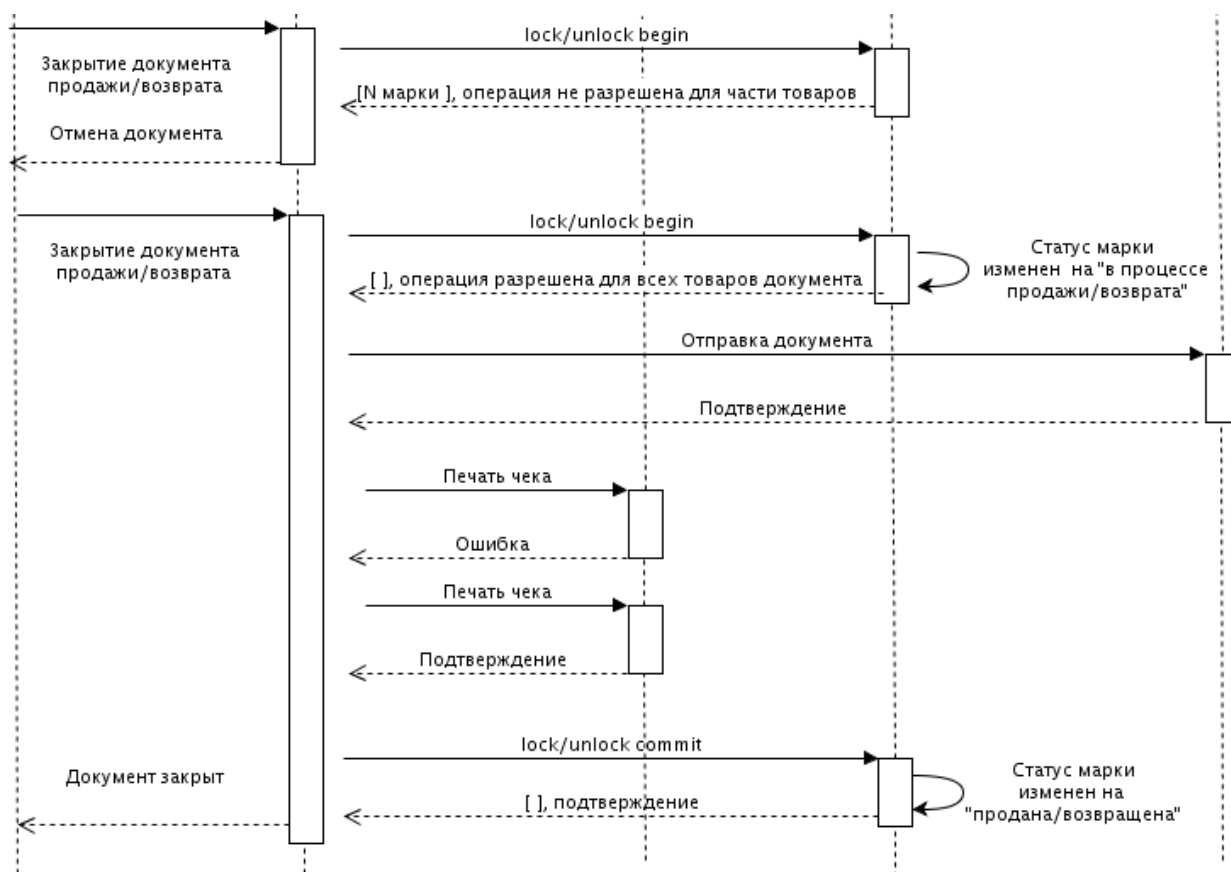 lock/unlock begin
Закрытие документа
продажи/возврата
[N марки ], операция не разрешена для части товаров
Отмена документа
lock/unlock begin
Закрытие документа
продажи/возврата
[ ], операция разрешена для всех товаров документа
Статус марки
изменен на "в процессе
продажи/возврата"
Отправка документа
Подтверждение
Печать чека
Ошибка
Печать чека
Подтверждение
lock/unlock commit
Документ закрыт
[ ], подтверждение
Статус марки
изменен на
"продана/возвращена"